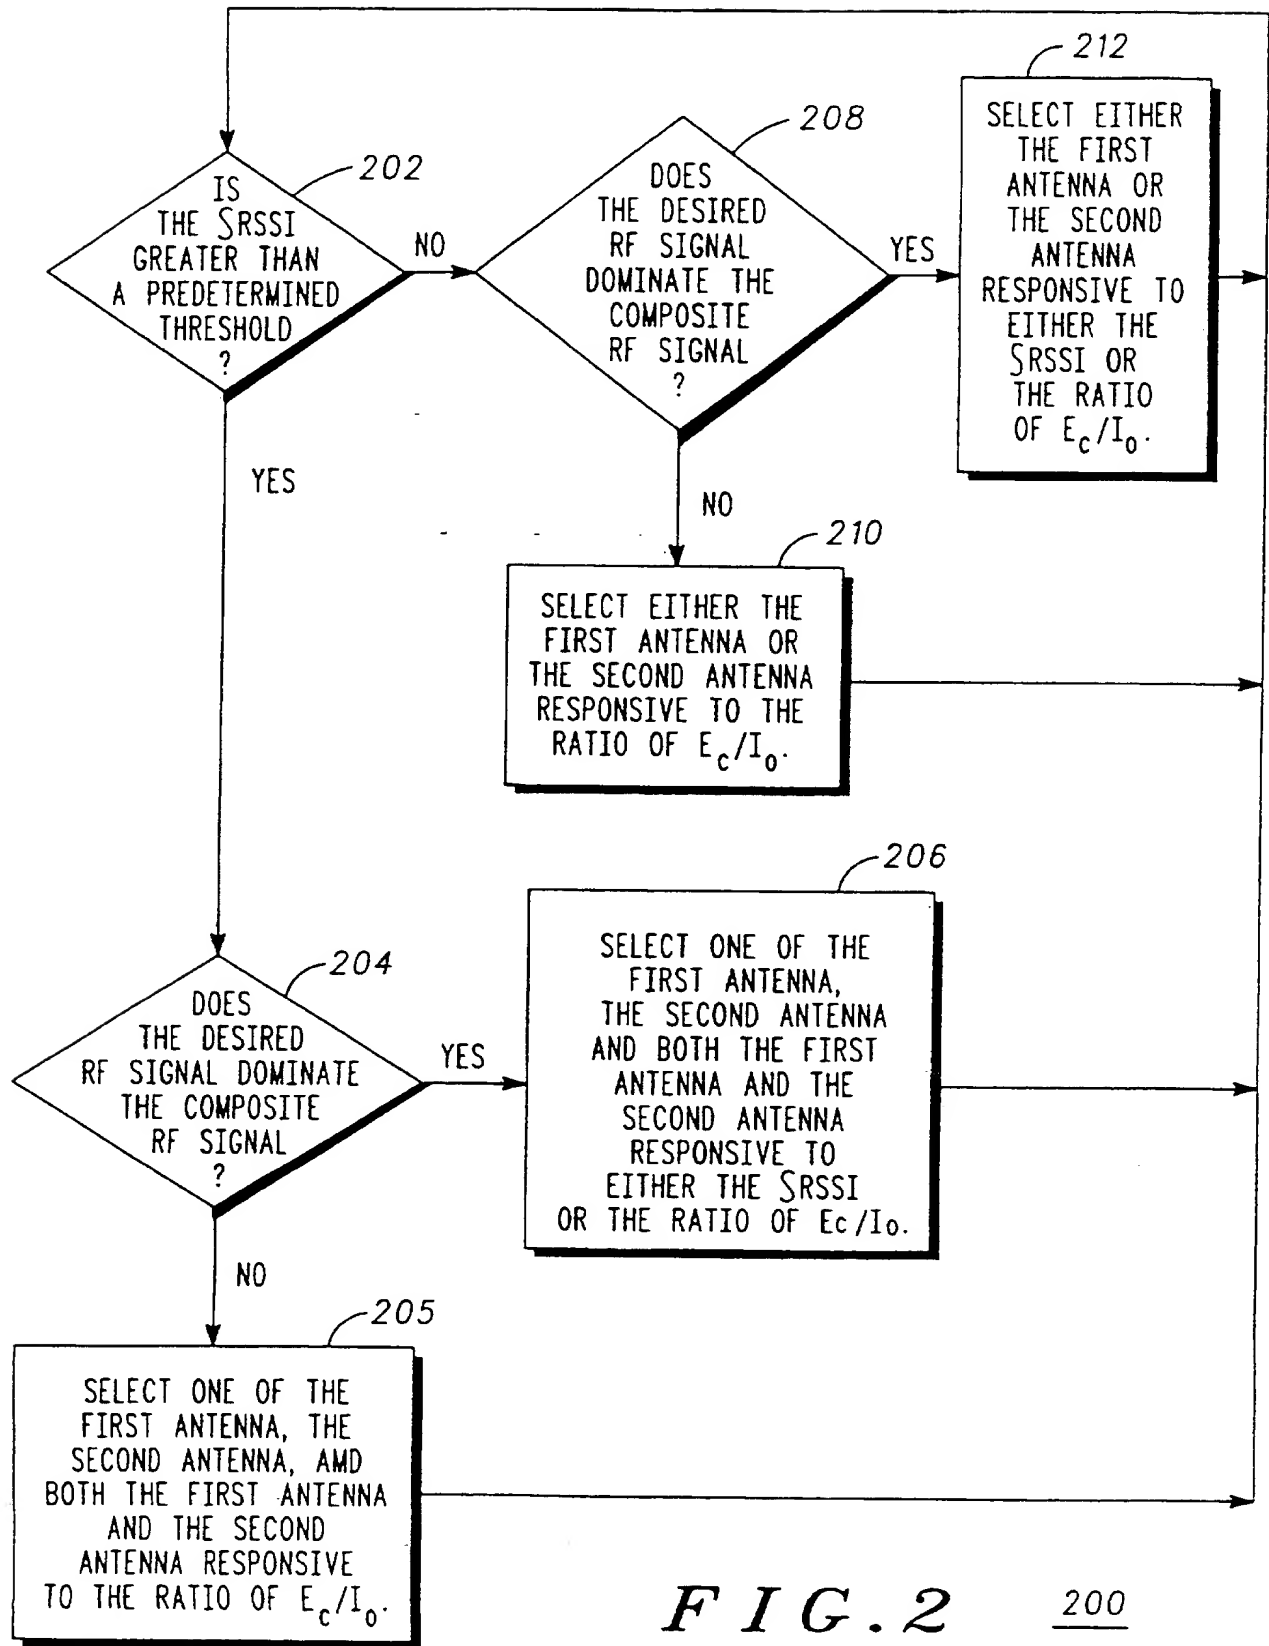 202
IS
THE SRSSI
GREATER THAN
A PREDETERMINED
THRESHOLD
?
NO
YES
208
DOES
THE DESIRED
RF SIGNAL
DOMINATE THE
COMPOSITE
RF SIGNAL
?
YES
NO
212
SELECT EITHER
THE FIRST
ANTENNA OR
THE SECOND
ANTENNA
RESPONSIVE TO
EITHER THE
SRSSI OR
THE RATIO
OF Ec/Io.
210
SELECT EITHER THE
FIRST ANTENNA OR
THE SECOND ANTENNA
RESPONSIVE TO THE
RATIO OF Ec/Io.
204
DOES
THE DESIRED
RF SIGNAL DOMINATE
THE COMPOSITE
RF SIGNAL
?
YES
NO
206
SELECT ONE OF THE
FIRST ANTENNA,
THE SECOND ANTENNA
AND BOTH THE FIRST
ANTENNA AND THE
SECOND ANTENNA
RESPONSIVE TO
EITHER THE SRSSI
OR THE RATIO OF Ec/Io.
205
SELECT ONE OF THE
FIRST ANTENNA, THE
SECOND ANTENNA, AMD
BOTH THE FIRST ANTENNA
AND THE SECOND
ANTENNA RESPONSIVE
TO THE RATIO OF Ec/Io.
FIG.2 200